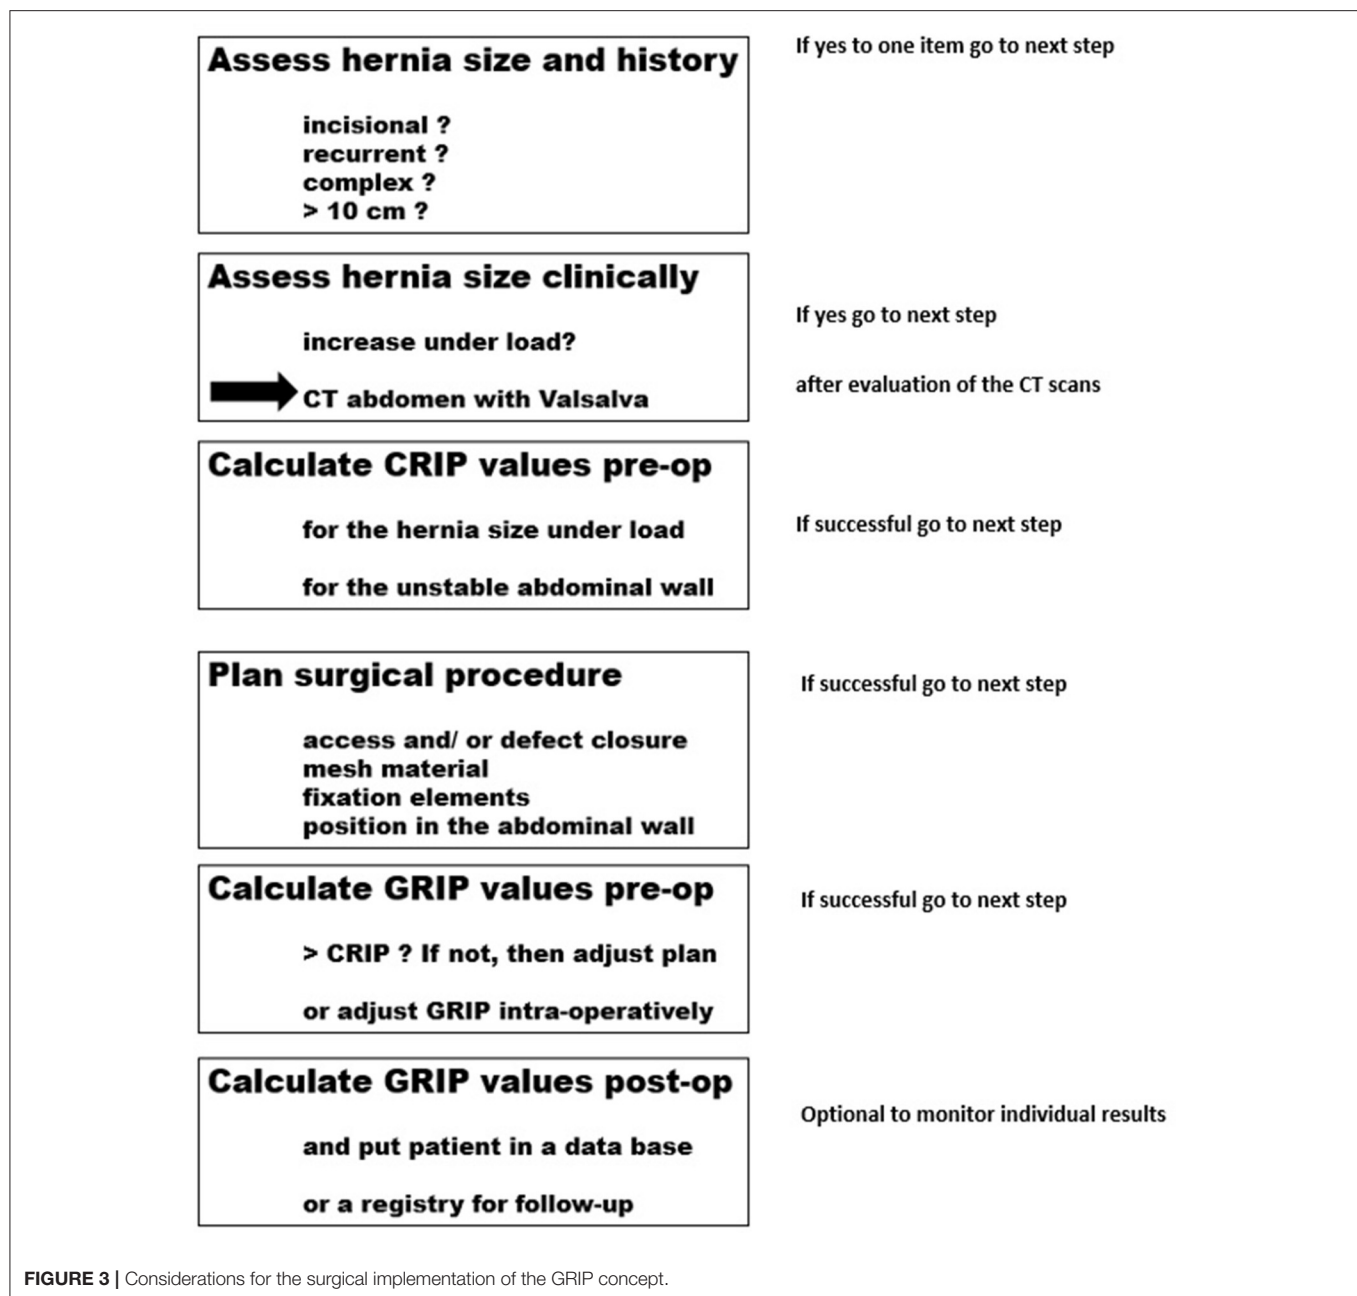 Assess hernia size and history
If yes to one item go to next step
incisional ?
recurrent ?
complex ?
> 10 cm ?
Assess hernia size clinically
If yes go to next step
increase under load?
after evaluation of the CT scans
CT abdomen with Valsalva
Calculate CRIP values pre-op
for the hernia size under load
If successful go to next step
for the unstable abdominal wall
Plan surgical procedure
If successful go to next step
access and/ or defect closure
mesh material
fixation elements
position in the abdominal wall
Calculate GRIP values pre-op
If successful go to next step
> CRIP ? If not, then adjust plan
or adjust GRIP intra-operatively
Calculate GRIP values post-op
Optional to monitor individual results
and put patient in a data base
or a registry for follow-up
FIGURE 3 | Considerations for the surgical implementation of the GRIP concept.